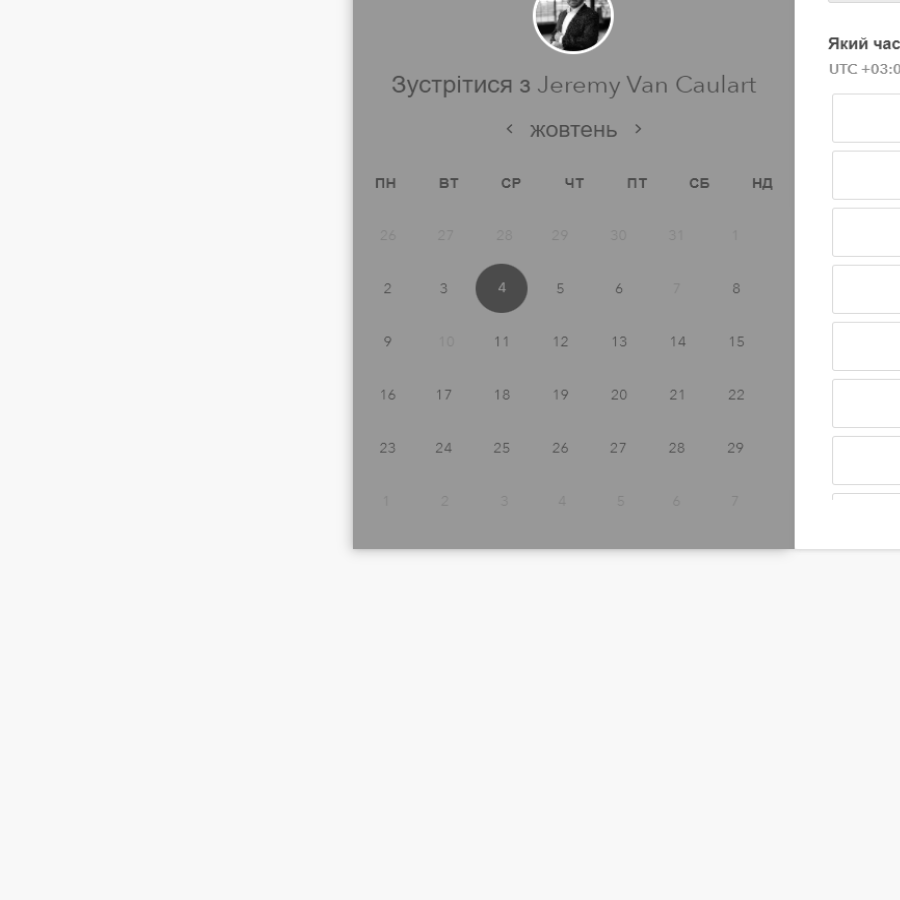 Зустрітися з Jeremy Van Caulart
жовтень
ПН ВТ СР ЧТ ПТ СБ НД
26 27 28 29 30 31 1
2 3 4 5 6 7 8
9 10 11 12 13 14 15
16 17 18 19 20 21 22
23 24 25 26 27 28 29
1 2 3 4 5 6 7
Який час
UTC +03:0